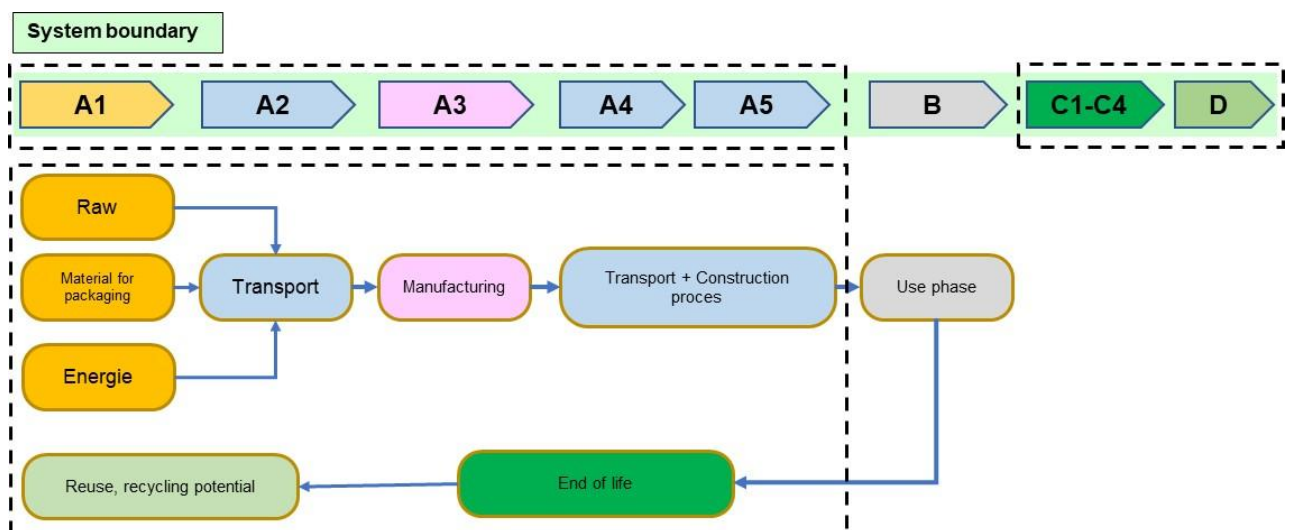 System boundary
A1
A2
A3
A4
A5
B
C1-C4
D
Raw
Material for
packaging
Transport
Manufacturing
Transport + Construction
proces
Use phase
Energie
Reuse, recycling potential
End of life